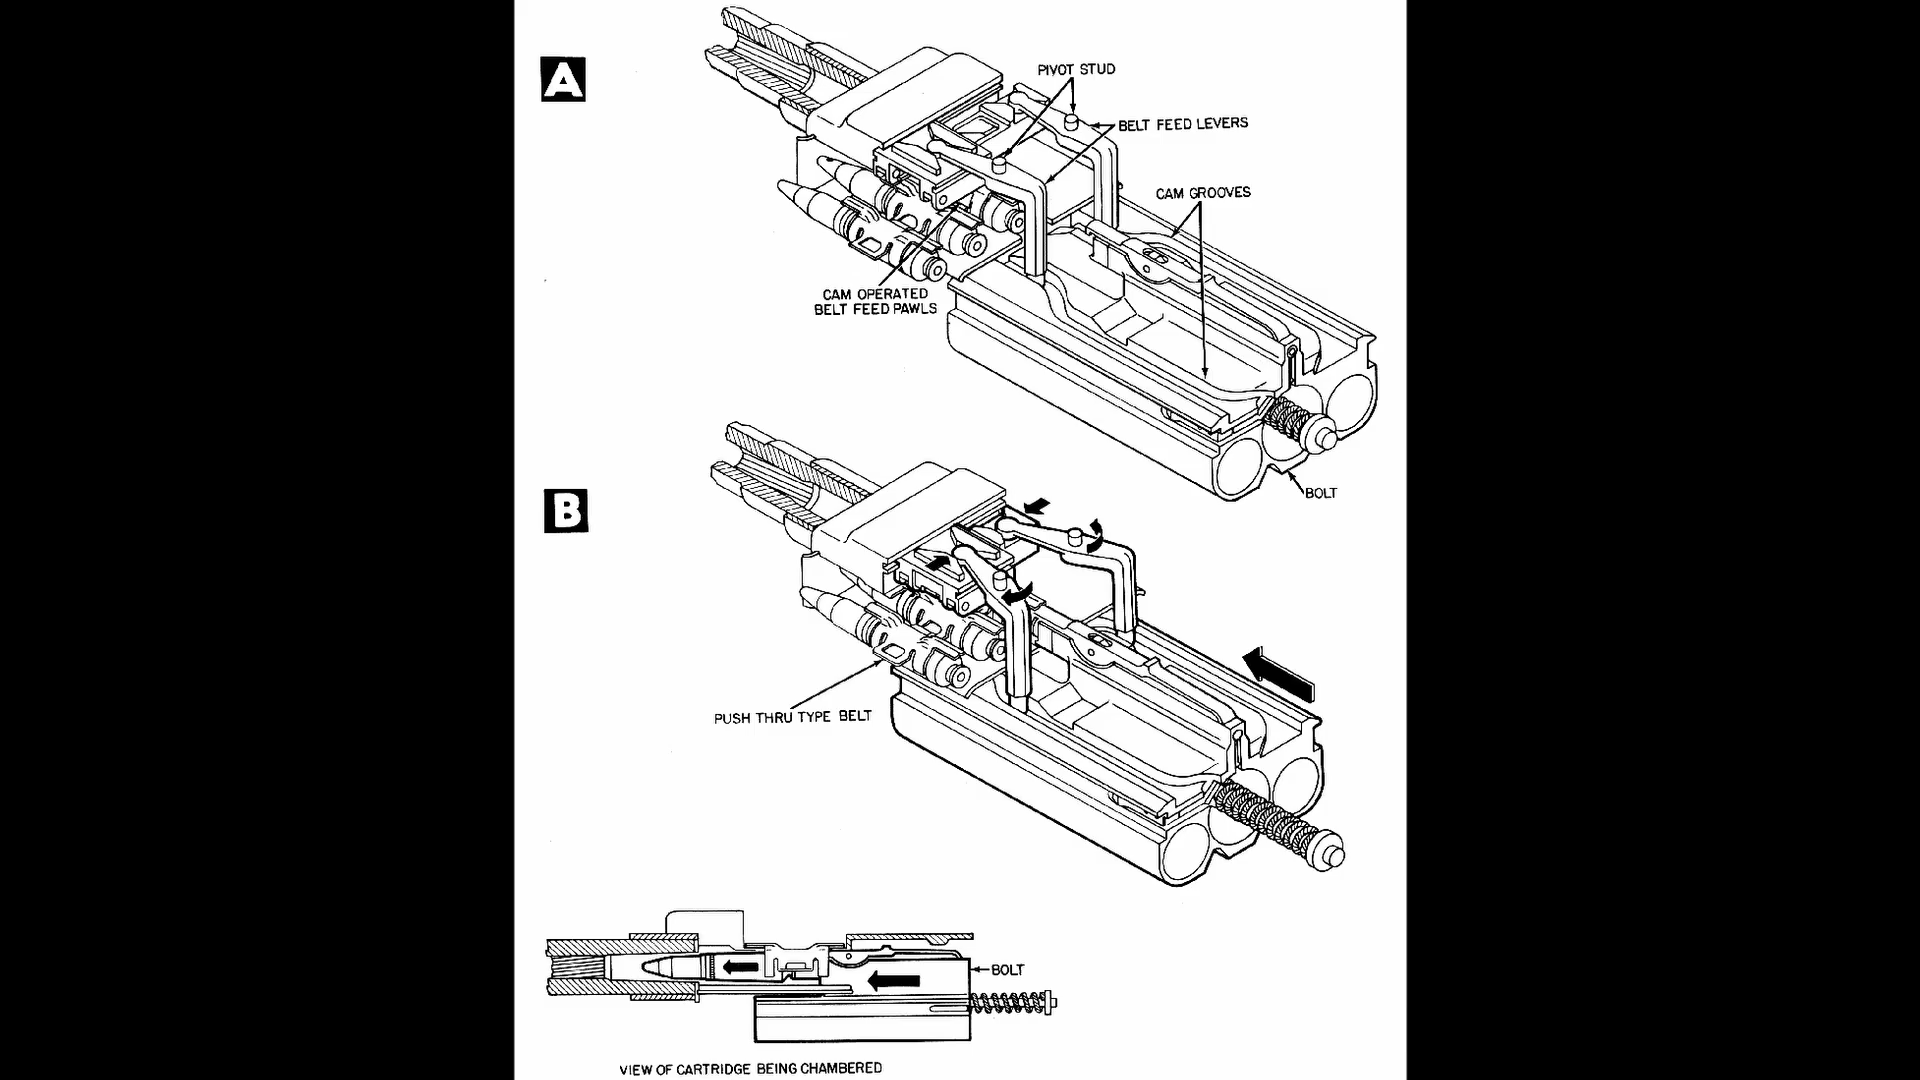 A
PIVOT STUD
BELT FEED LEVERS
CAM GROOVES
CAM OPERATED
BELT FEED PAWLS
BOLT
B
PUSH THRU TYPE BELT
BOLT
VIEW OF CARTRIDGE BEING CHAMBERED